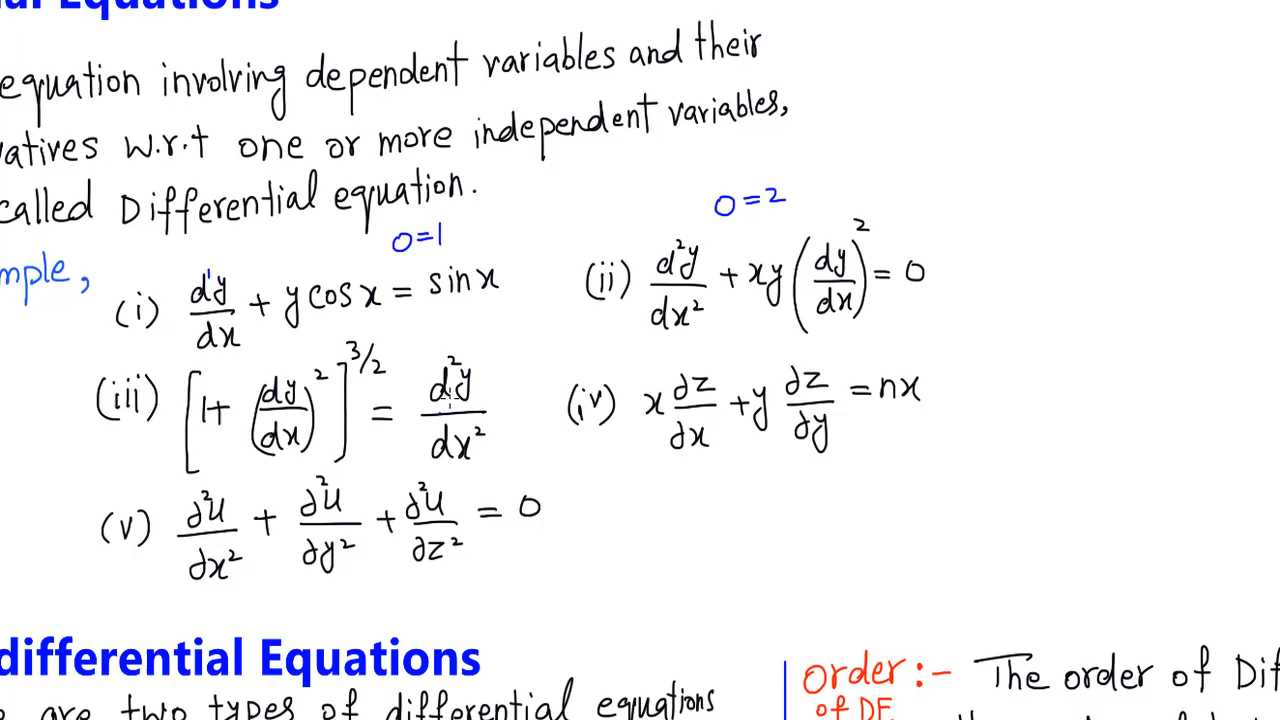 al Equations
equation involving dependent variables and their
vatives w.r.t one or more independent variables,
called Differential equation.
mple,
O=1
O=2
(i) dy/dx + y cos x = sin x
(ii) d²y/dx² + xy (dy/dx)² = 0
(iii) [1+ (dy/dx)²]^3/2 = d²y/dx²
(iv) x ∂z/∂x + y ∂z/∂y = nx
(v) ∂²u/∂x² + ∂²u/∂y² + ∂²u/∂z² = 0
differential Equations
are two types of differential equations
Order:- The order of Dif
of DE